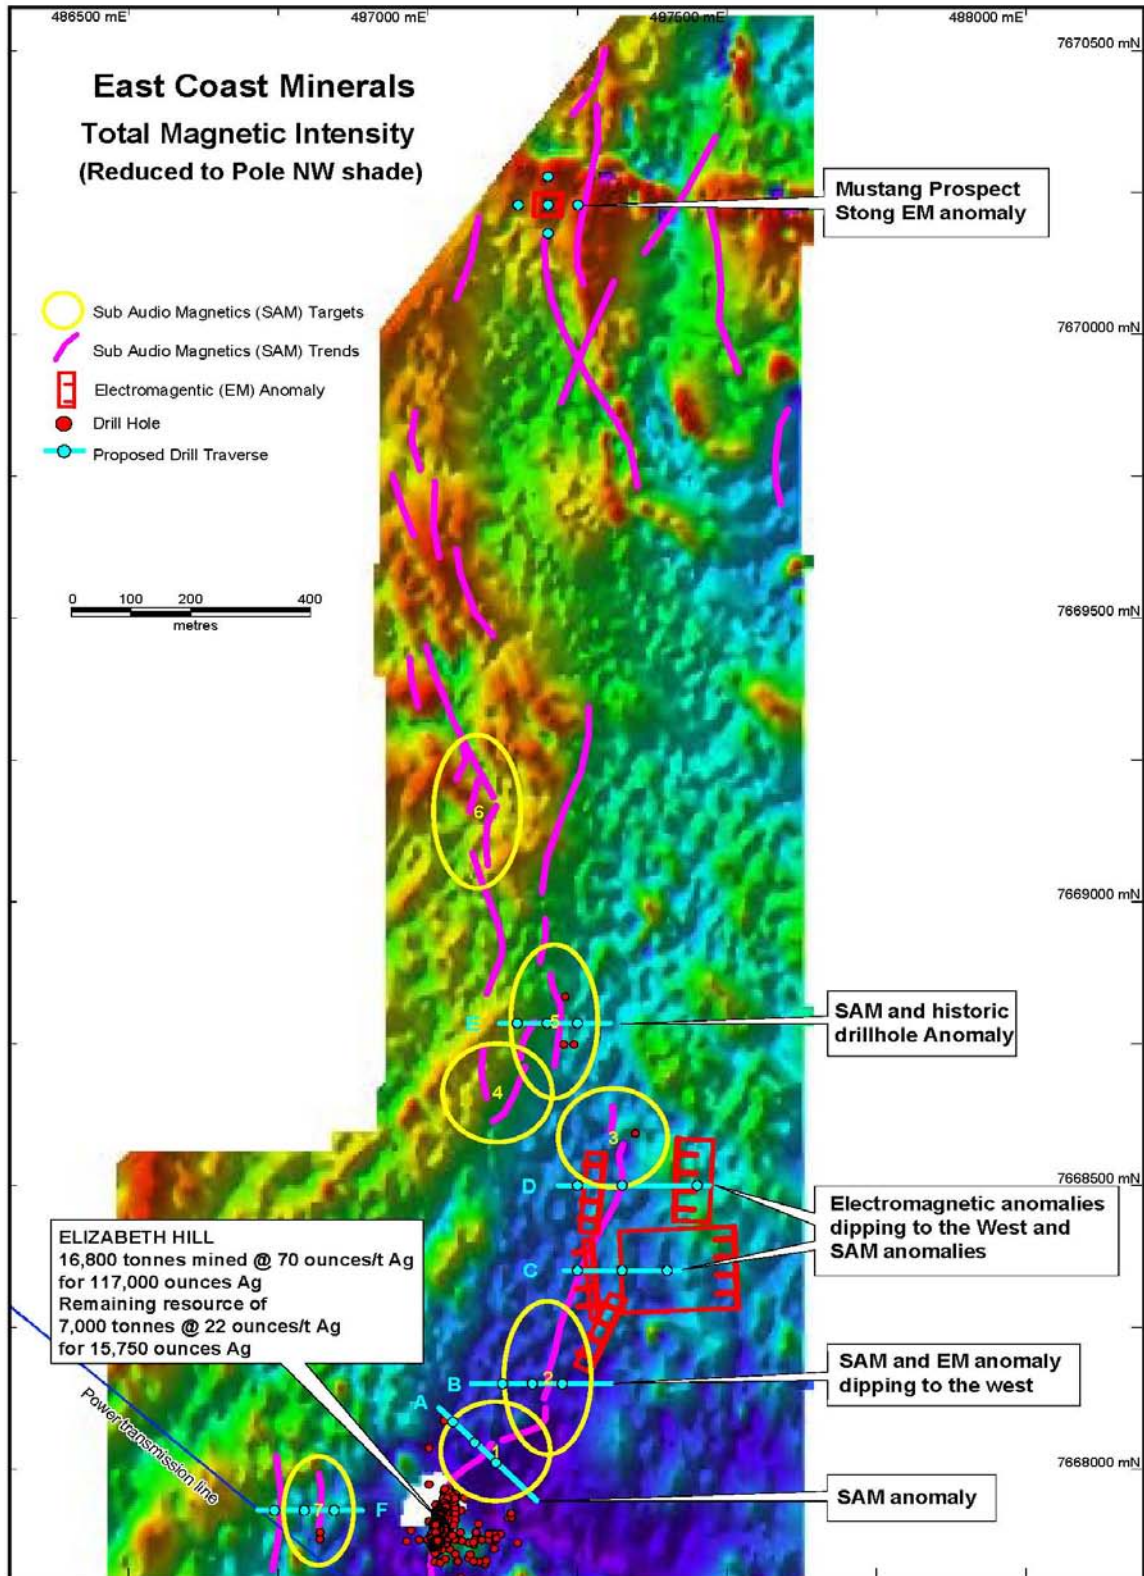 486500 mE
487000 mE
487500 mE
488000 mE
7670500 mN
East Coast Minerals
Total Magnetic Intensity
(Reduced to Pole NW shade)
Mustang Prospect
Stong EM anomaly
Sub Audio Magnetics (SAM) Targets
Sub Audio Magnetics (SAM) Trends
Electromagentic (EM) Anomaly
Drill Hole
Proposed Drill Traverse
7670000 mN
0 100 200 400
metres
7669500 mN
6
7669000 mN
E
5
SAM and historic
drillhole Anomaly
4
3
D
7668500 mN
Electromagnetic anomalies
dipping to the West and
SAM anomalies
C
ELIZABETH HILL
16,800 tonnes mined @ 70 ounces/t Ag
for 117,000 ounces Ag
Remaining resource of
7,000 tonnes @ 22 ounces/t Ag
for 15,750 ounces Ag
Power transmission line
B
2
SAM and EM anomaly
dipping to the west
A
1
7668000 mN
SAM anomaly
7
F